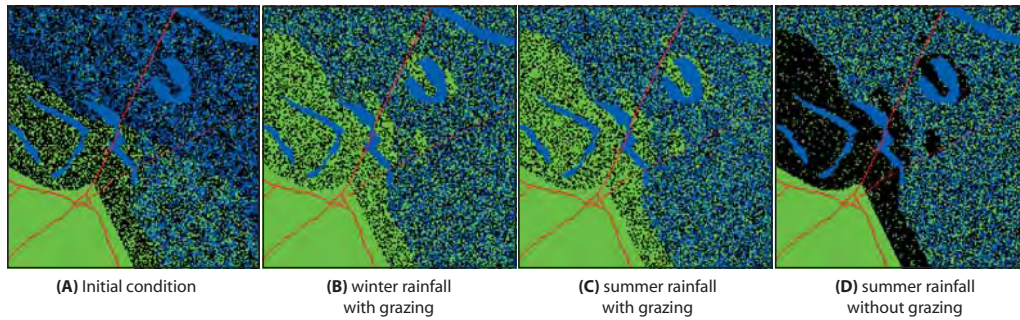 (A) Initial condition
(B) winter rainfall
with grazing
(C) summer rainfall
with grazing
(D) summer rainfall
without grazing